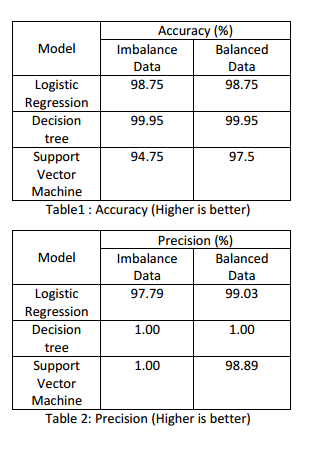 Model Accuracy (%)
Imbalance Data Balanced Data
Logistic Regression 98.75 98.75
Decision tree 99.95 99.95
Support Vector Machine 94.75 97.5
Table1 : Accuracy (Higher is better)
Model Precision (%)
Imbalance Data Balanced Data
Logistic Regression 97.79 99.03
Decision tree 1.00 1.00
Support Vector Machine 1.00 98.89
Table 2: Precision (Higher is better)